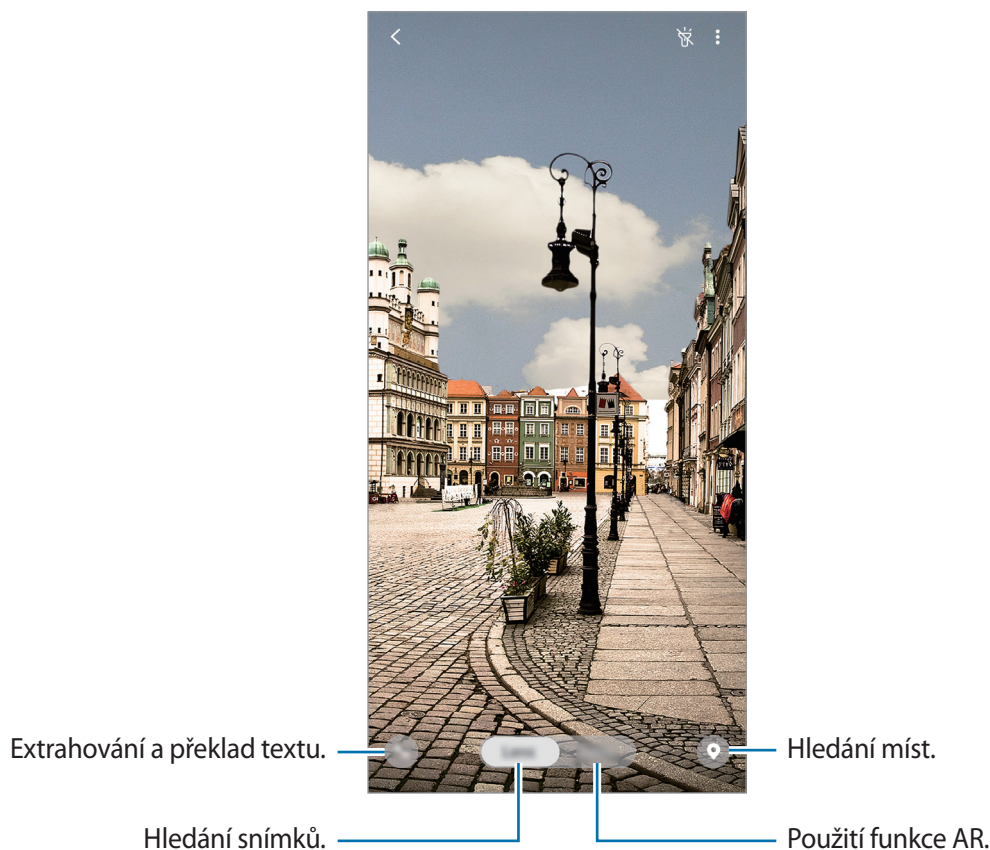 Extrahování a překlad textu.
Hledání míst.
Hledání snímků.
Použití funkce AR.